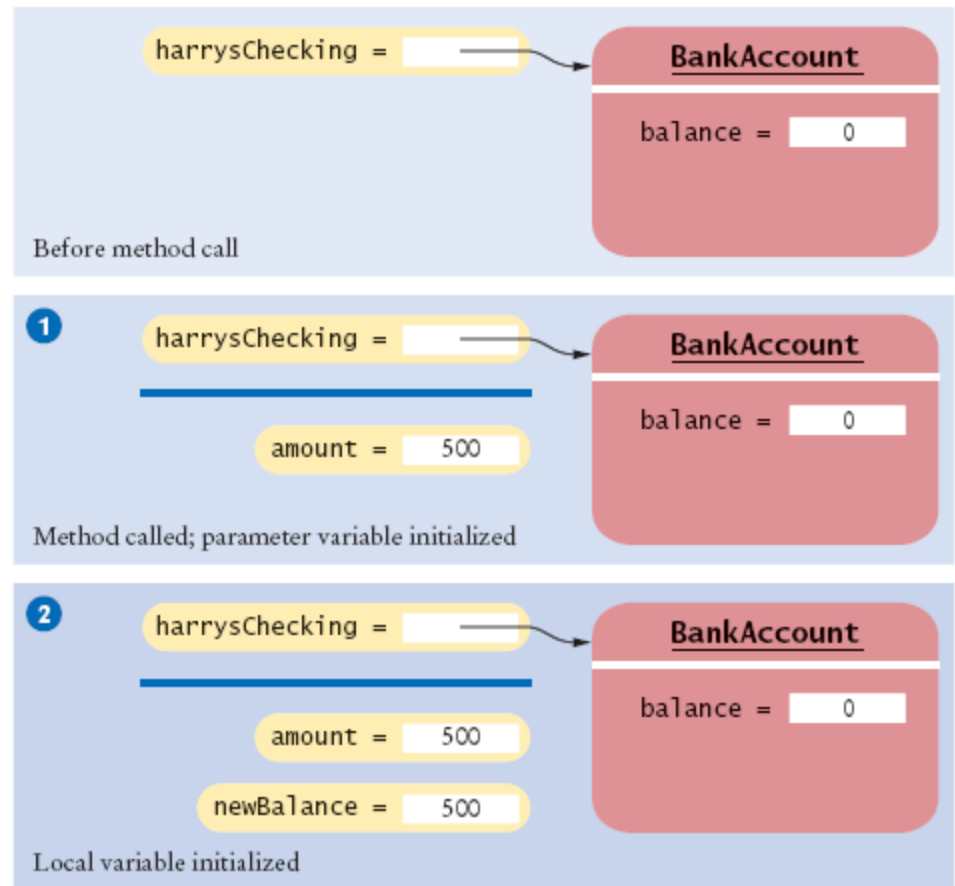 harrysChecking =
BankAccount
balance = 0
Before method call
1
harrysChecking =
BankAccount
amount = 500
balance = 0
Method called; parameter variable initialized
2
harrysChecking =
BankAccount
amount = 500
balance = 0
newBalance = 500
Local variable initialized